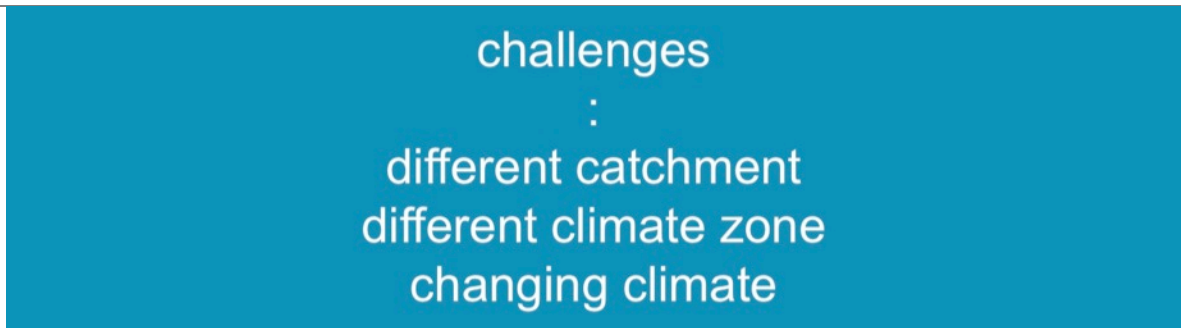 challenges
:
different catchment
different climate zone
changing climate